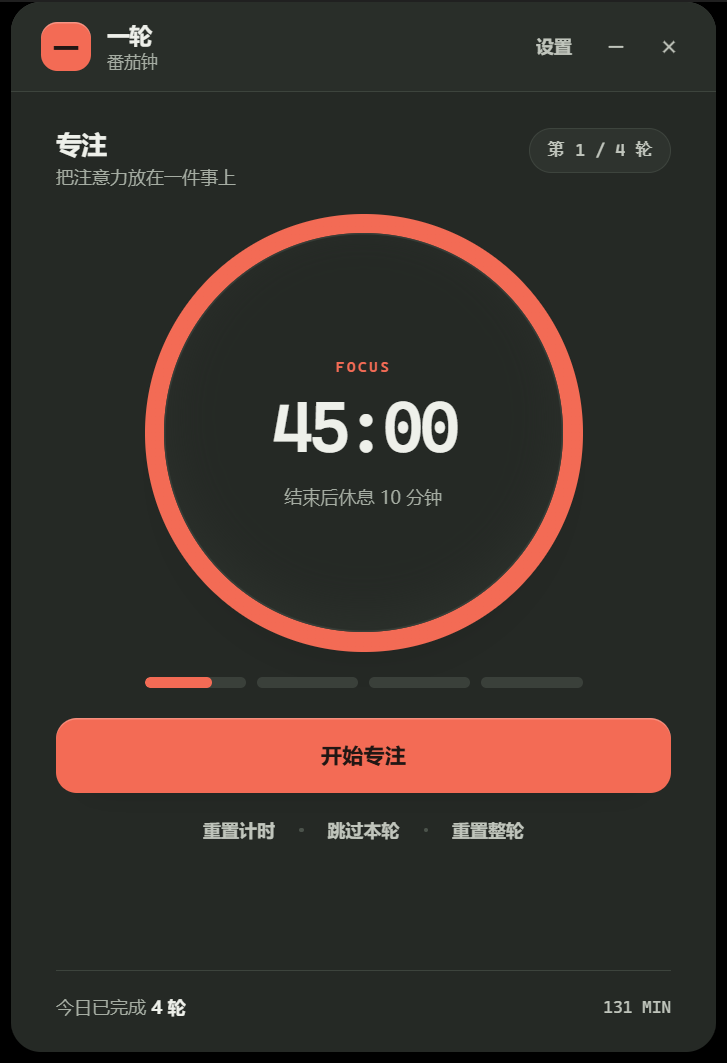 一轮
番茄钟
设置
专注
把注意力放在一件事上
第 1 / 4 轮
FOCUS
45:00
结束后休息 10 分钟
开始专注
重置计时 · 跳过本轮 · 重置整轮
今日已完成 4 轮
131 MIN